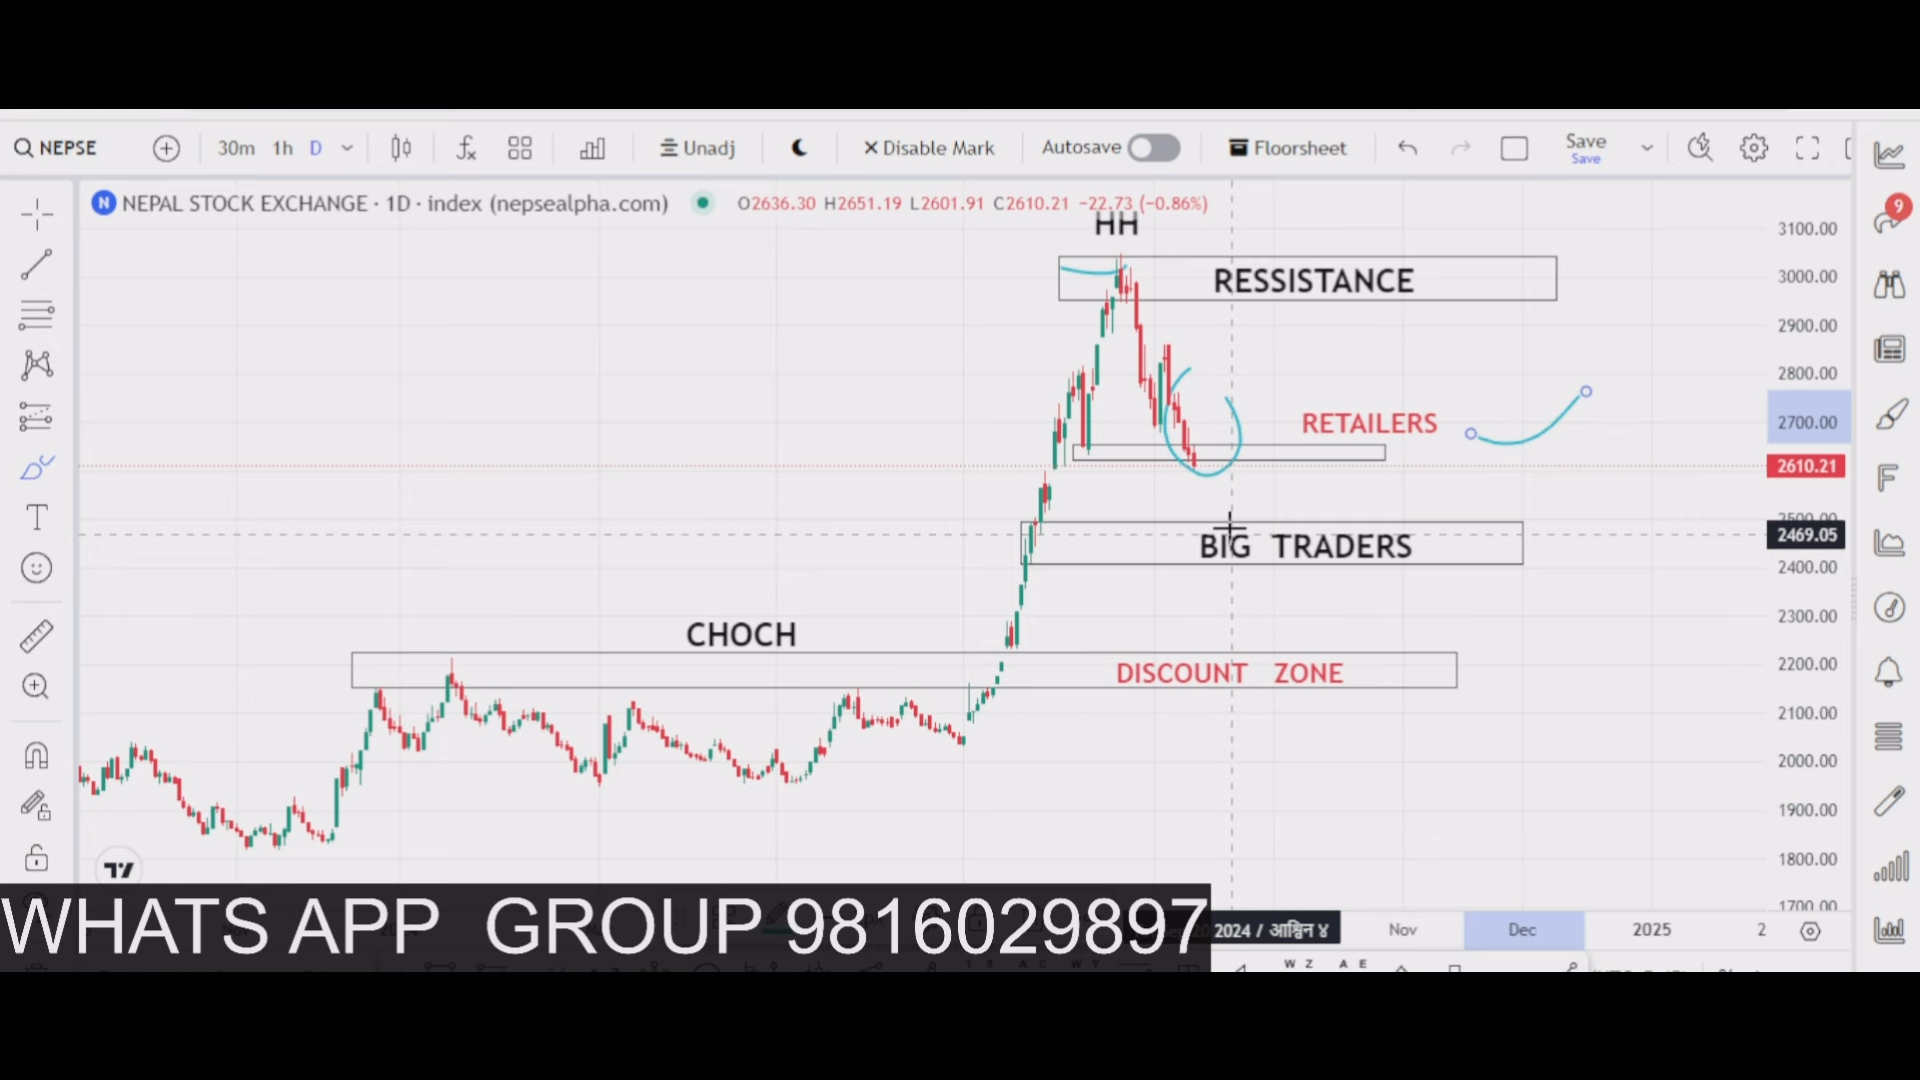 NEPSE 30m 1h D Unadj Disable Mark Autosave Floorsheet Save
Save
NEPAL STOCK EXCHANGE · 1D · index (nepsealpha.com) O2636.30 H2651.19 L2601.91 C2610.21 −22.73 (−0.86%)
9
HH
3100.00
RESSISTANCE
3000.00
2900.00
2800.00
RETAILERS
2700.00
2610.21
2500.00
BIG TRADERS
2469.05
2400.00
2300.00
CHOCH
2200.00
DISCOUNT ZONE
2100.00
2000.00
1900.00
1800.00
1700.00
WHATS APP GROUP 9816029897
2024 / आश्विन ४ Nov Dec 2025 2
W Z A E